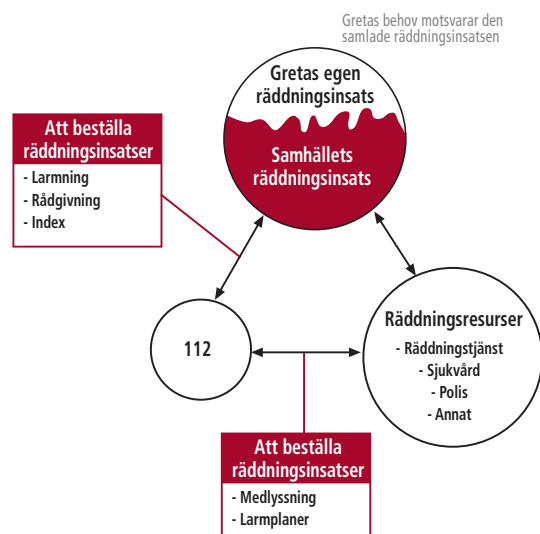 Gretas behov motsvarar den
samlade räddningsinsatsen
Gretas egen
räddningsinsats
Samhällets
räddningsinsats
Att beställa
räddningsinsatser
- Larmning
- Rådgivning
- Index
112
Räddningsresurser
- Räddningstjänst
- Sjukvård
- Polis
- Annat
Att beställa
räddningsinsatser
- Medlyssning
- Larmplaner